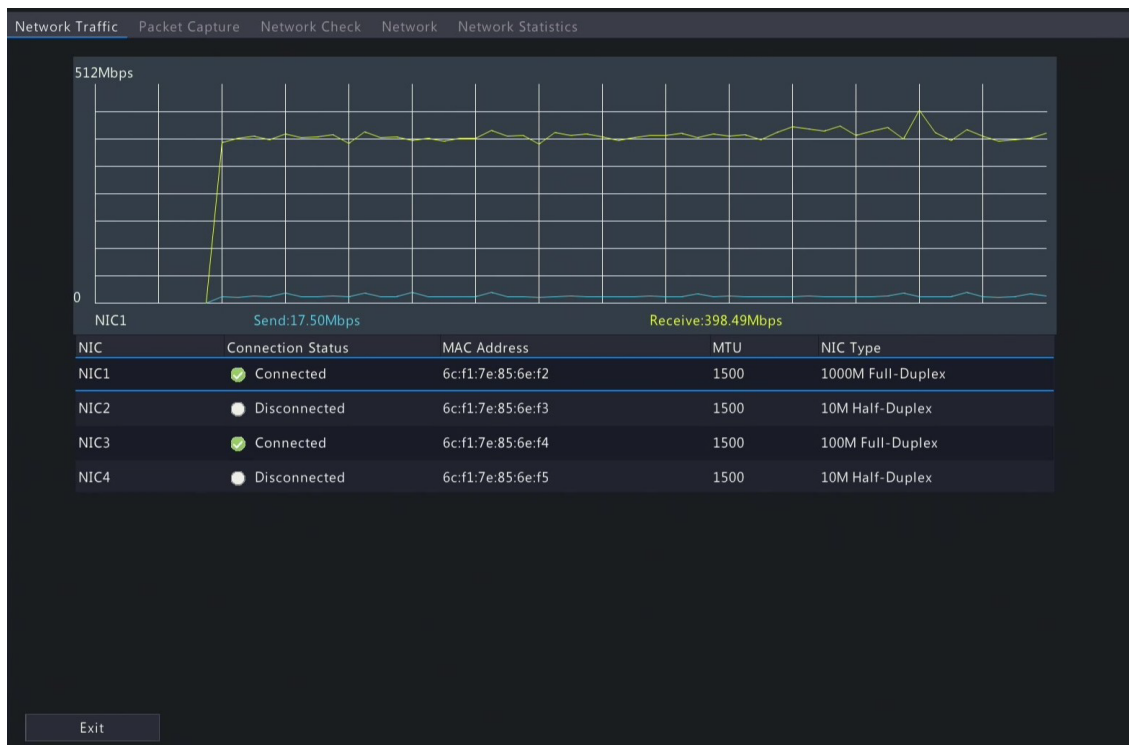 Network Traffic Packet Capture Network Check Network Network Statistics
512Mbps
0
NIC1 Send:17.50Mbps Receive:398.49Mbps
NIC Connection Status MAC Address MTU NIC Type
NIC1 Connected 6c:f1:7e:85:6e:f2 1500 1000M Full-Duplex
NIC2 Disconnected 6c:f1:7e:85:6e:f3 1500 10M Half-Duplex
NIC3 Connected 6c:f1:7e:85:6e:f4 1500 100M Full-Duplex
NIC4 Disconnected 6c:f1:7e:85:6e:f5 1500 10M Half-Duplex
Exit